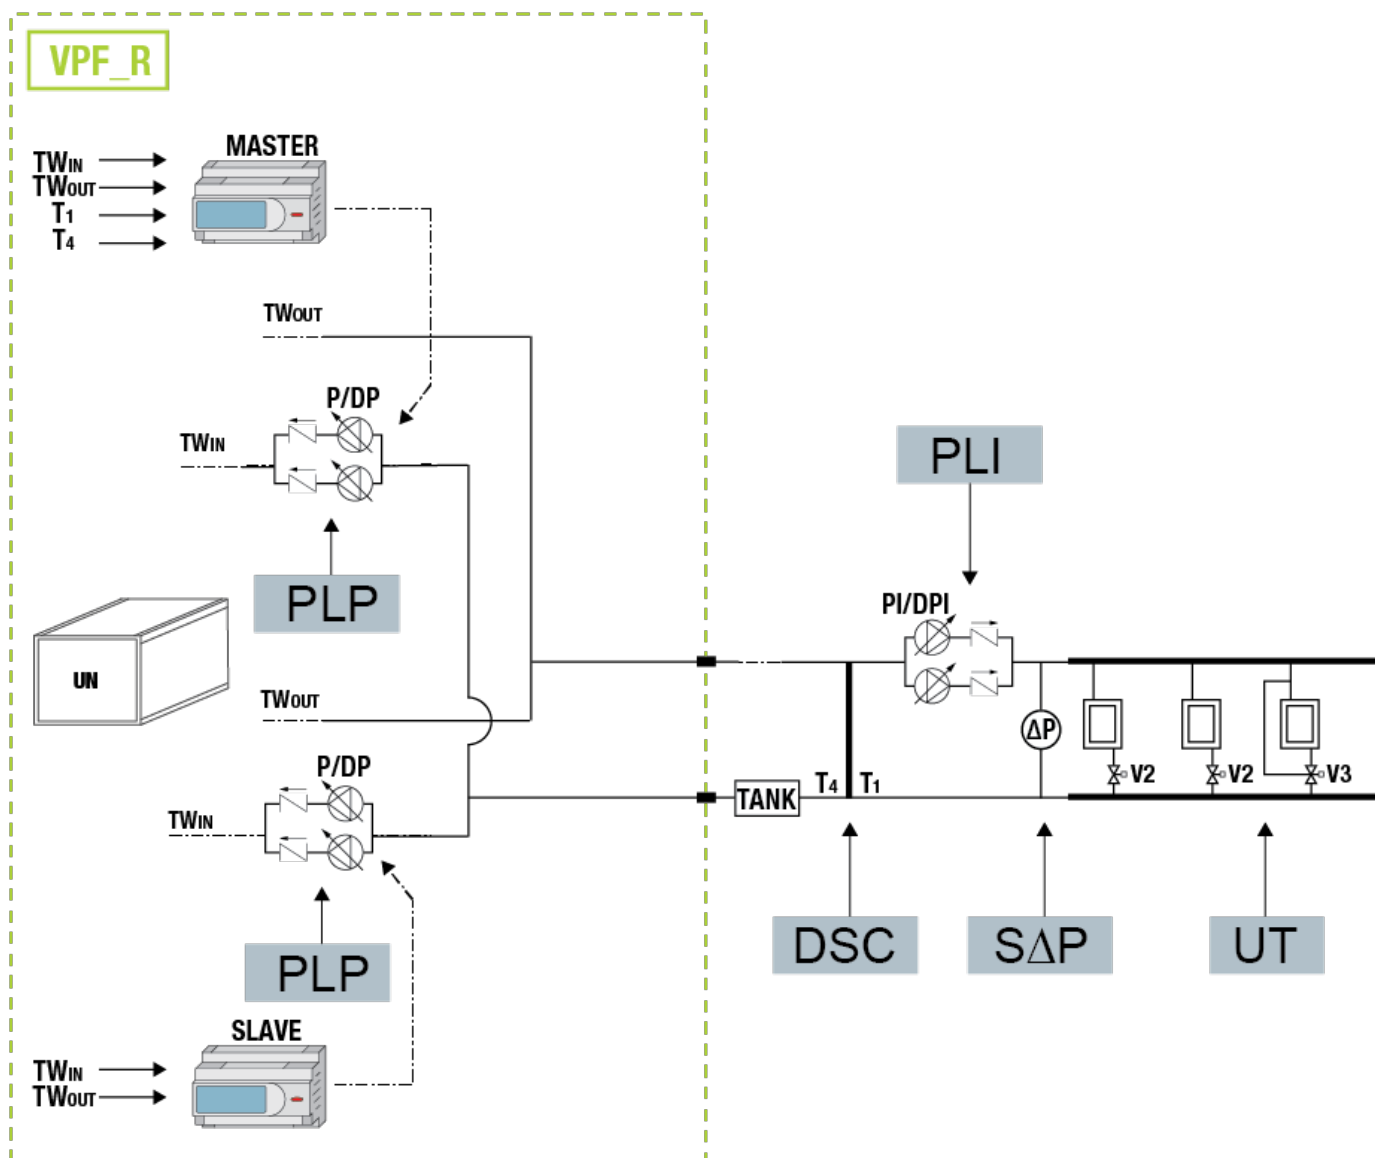 VPF_R
MASTER
TWIN
TWOUT
T1
T4
TWOUT
P/DP
TWIN
PLI
PLP
PI/DPI
UN
TWOUT
ΔP
P/DP
V2
V2
V3
TANK
T4
T1
TWIN
DSC
SΔP
UT
PLP
SLAVE
TWIN
TWOUT